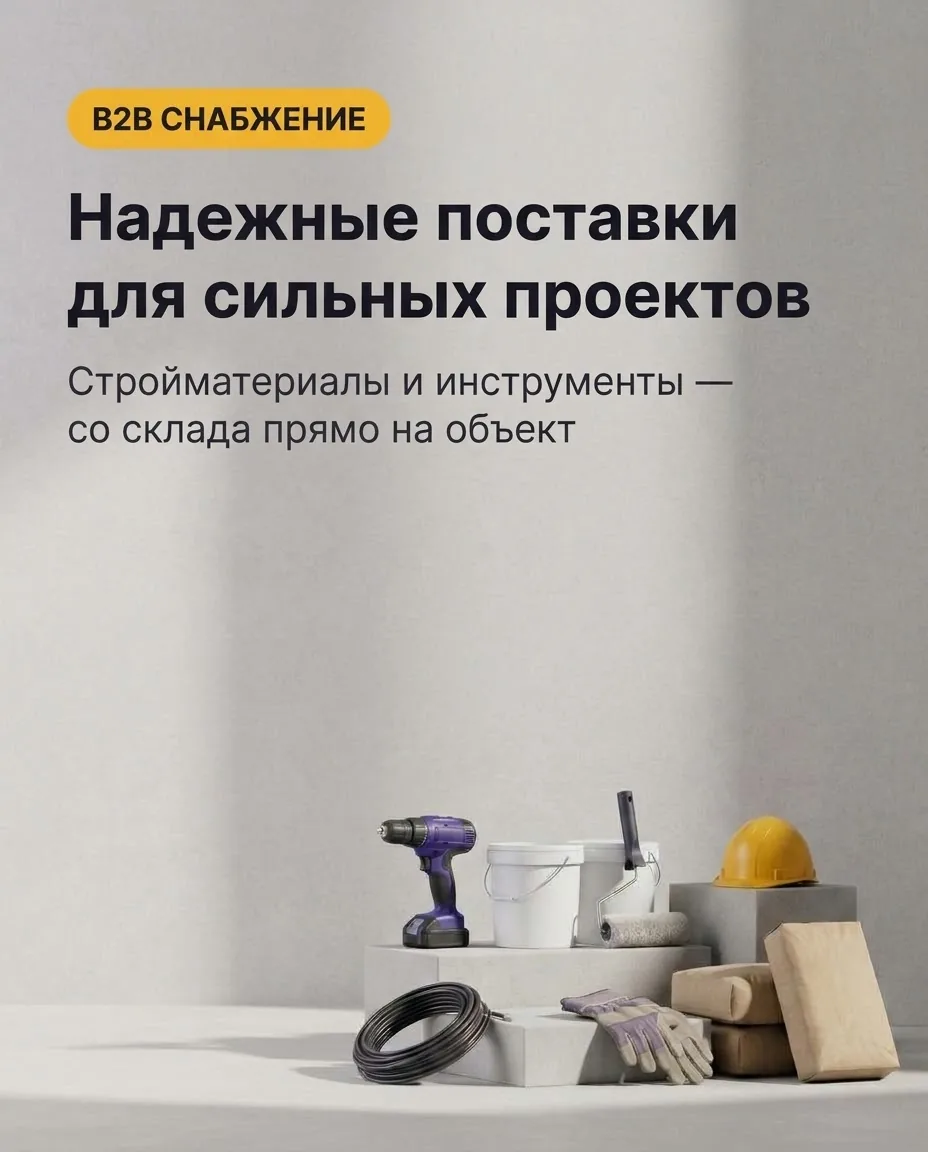 B2B СНАБЖЕНИЕ
Надежные поставки
для сильных проектов
Стройматериалы и инструменты —
со склада прямо на объект